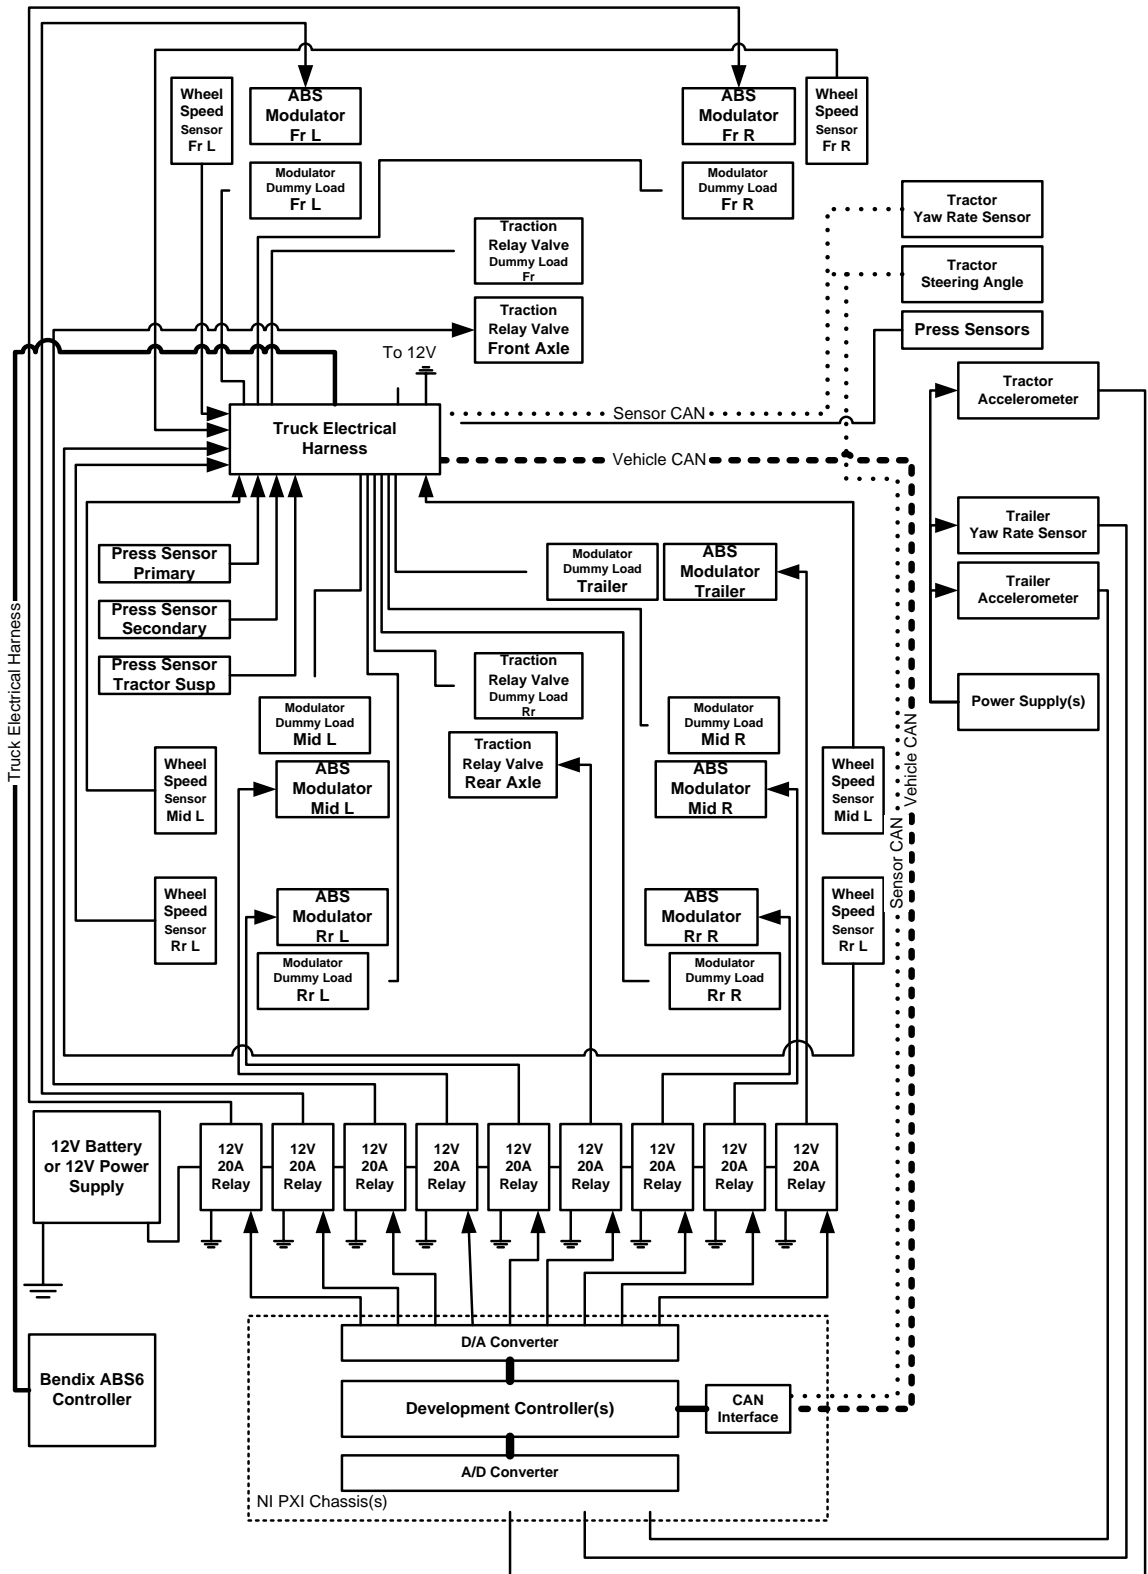 Wheel
Speed
Sensor
Fr L
ABS
Modulator
Fr L
ABS
Modulator
Fr R
Wheel
Speed
Sensor
Fr R
Modulator
Dummy Load
Fr L
Modulator
Dummy Load
Fr R
Tractor
Yaw Rate Sensor
Traction
Relay Valve
Dummy Load
Fr
Tractor
Steering Angle
Traction
Relay Valve
Front Axle
Press Sensors
To 12V
Tractor
Accelerometer
Truck Electrical
Harness
Sensor CAN
Vehicle CAN
Trailer
Yaw Rate Sensor
Press Sensor
Primary
Modulator
Dummy Load
Trailer
ABS
Modulator
Trailer
Trailer
Accelerometer
Press Sensor
Secondary
Press Sensor
Tractor Susp
Truck Electrical Harness
Traction
Relay Valve
Dummy Load
Rr
Power Supply(s)
Modulator
Dummy Load
Mid L
Modulator
Dummy Load
Mid R
Traction
Relay Valve
Rear Axle
Wheel
Speed
Sensor
Mid L
ABS
Modulator
Mid L
ABS
Modulator
Mid R
Wheel
Speed
Sensor
Mid L
Vehicle CAN
Sensor CAN
Wheel
Speed
Sensor
Rr L
ABS
Modulator
Rr L
ABS
Modulator
Rr R
Wheel
Speed
Sensor
Rr L
Modulator
Dummy Load
Rr L
Modulator
Dummy Load
Rr R
12V Battery
or 12V Power
Supply
12V
20A
Relay
12V
20A
Relay
12V
20A
Relay
12V
20A
Relay
12V
20A
Relay
12V
20A
Relay
12V
20A
Relay
12V
20A
Relay
12V
20A
Relay
D/A Converter
Bendix ABS6
Controller
Development Controller(s)
CAN
Interface
A/D Converter
NI PXI Chassis(s)